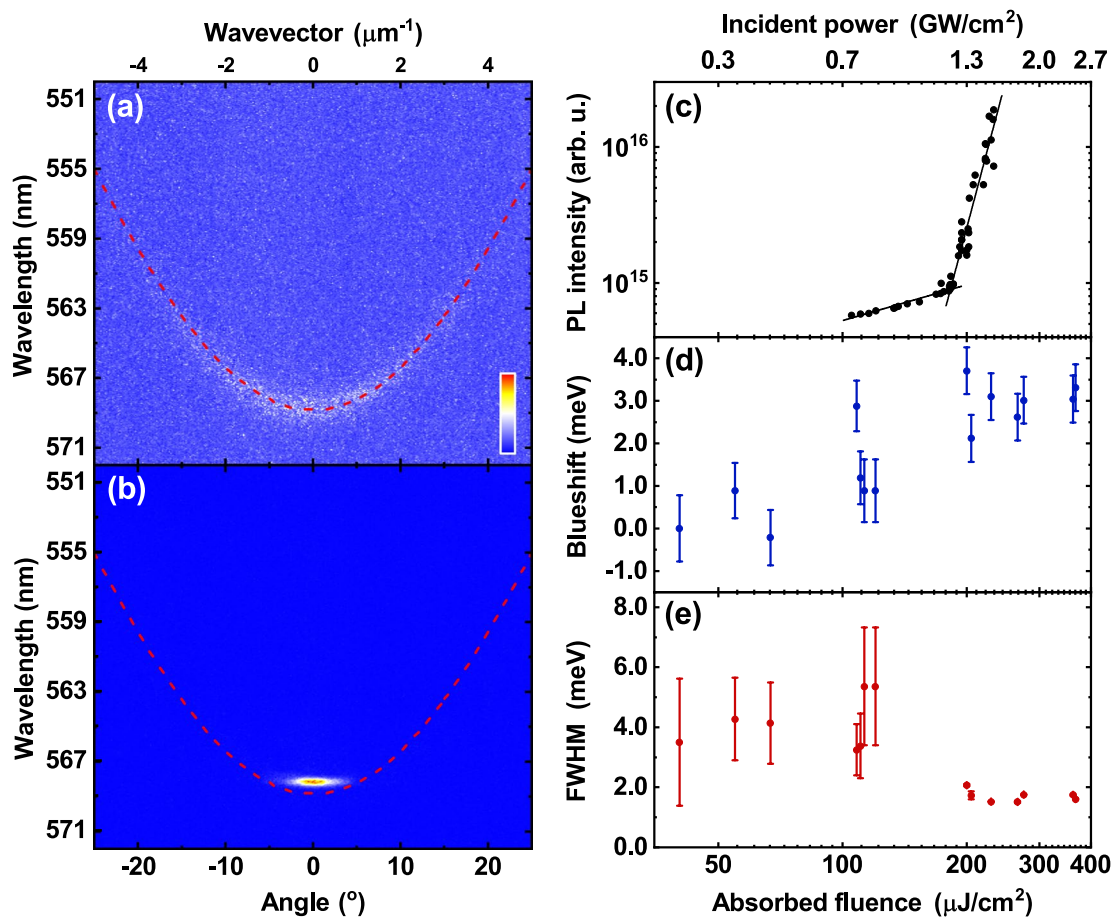 Wavevector (μm⁻¹)
-4 -2 0 2 4
(a)
551
555
559
563
567
571
Wavelength (nm)
(b)
551
555
559
563
567
571
Wavelength (nm)
-20 -10 0 10 20
Angle (º)
Incident power (GW/cm²)
0.3 0.7 1.3 2.0 2.7
(c)
10¹⁶
10¹⁵
PL intensity (arb. u.)
(d)
4.0
3.0
2.0
1.0
0.0
-1.0
Blueshift (meV)
(e)
8.0
6.0
4.0
2.0
0.0
FWHM (meV)
50 100 200 300 400
Absorbed fluence (μJ/cm²)